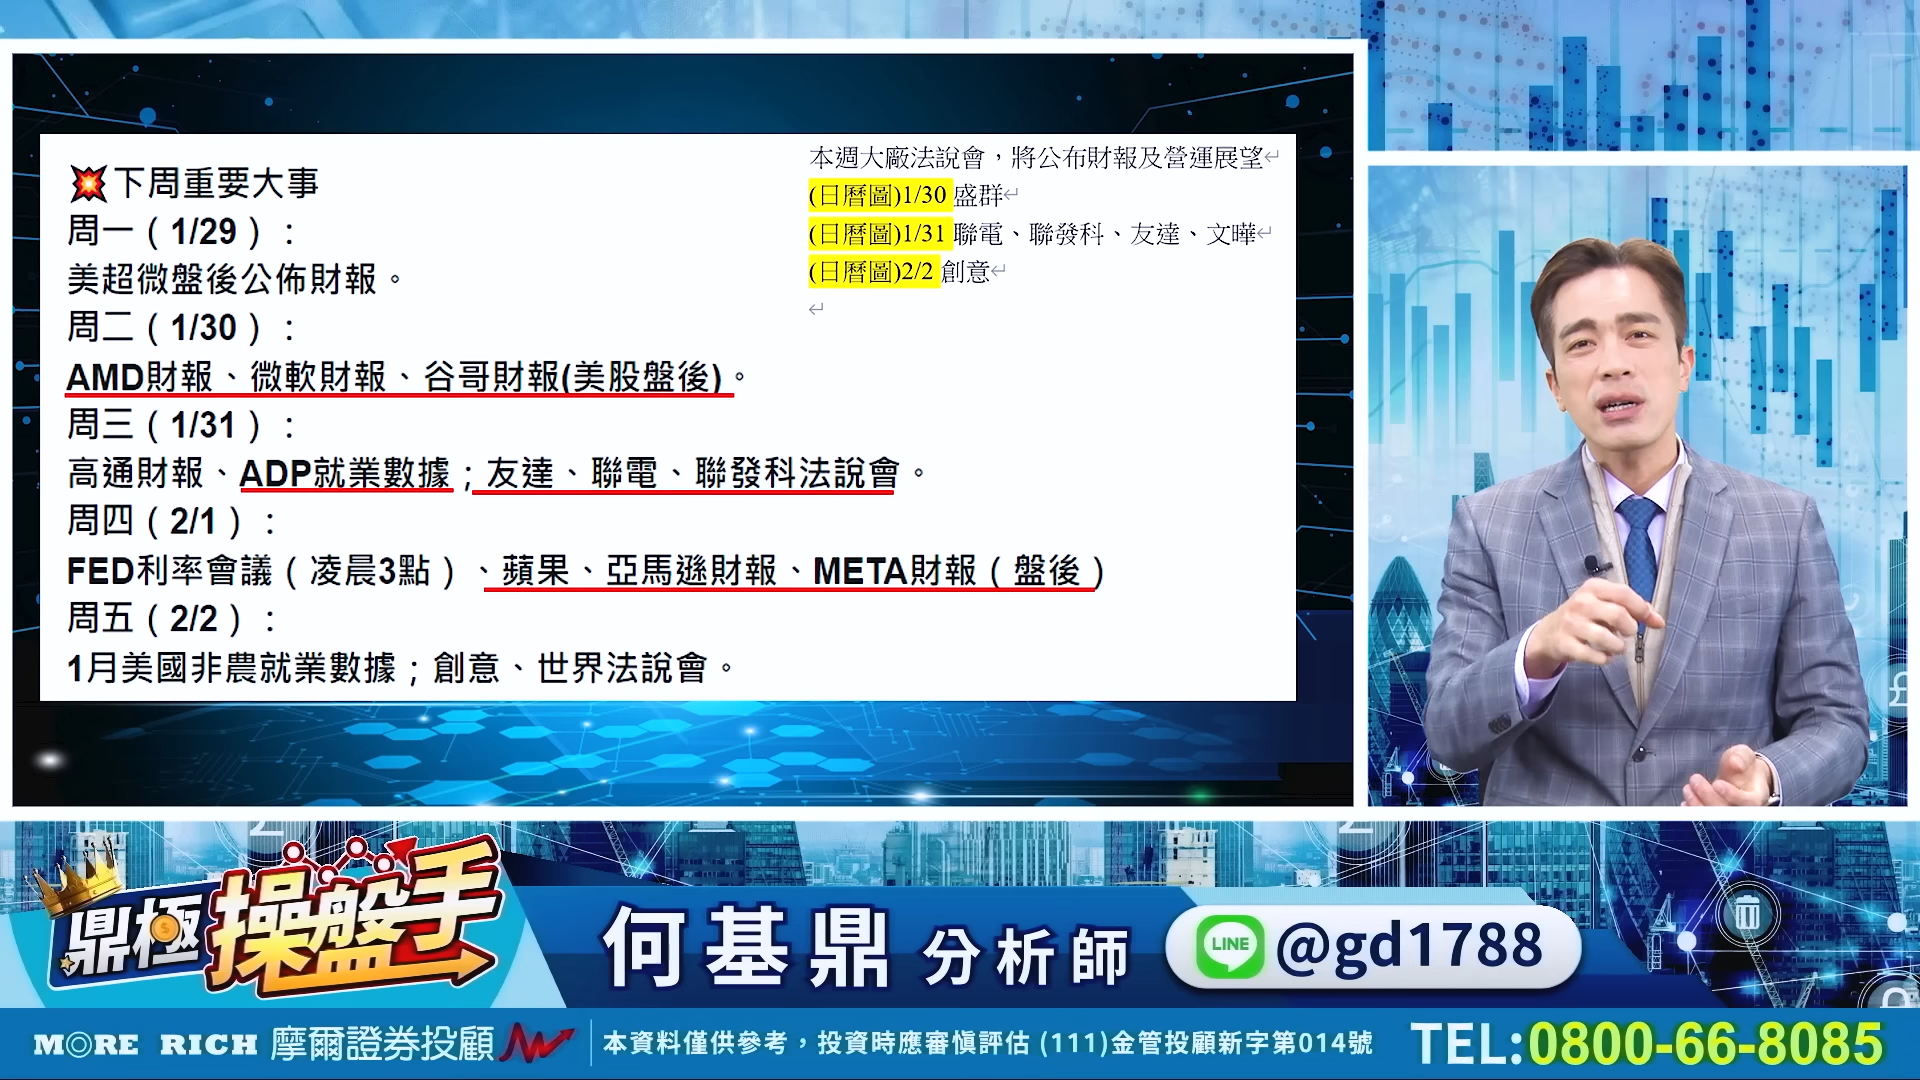 下周重要大事
周一（1/29）：
美超微盤後公佈財報。
周二（1/30）：
AMD財報、微軟財報、谷哥財報(美股盤後)。
周三（1/31）：
高通財報、ADP就業數據；友達、聯電、聯發科法說會。
周四（2/1）：
FED利率會議（凌晨3點）、蘋果、亞馬遜財報、META財報（盤後）
周五（2/2）：
1月美國非農就業數據；創意、世界法說會。
本週大廠法說會，將公布財報及營運展望↵
(日曆圖)1/30 盛群↵
(日曆圖)1/31 聯電、聯發科、友達、文曄↵
(日曆圖)2/2 創意↵
↵
鼎極操盤手
何基鼎 分析師
LINE @gd1788
MORE RICH 摩爾證券投顧
本資料僅供參考，投資時應審慎評估 (111)金管投顧新字第014號
TEL:0800-66-8085